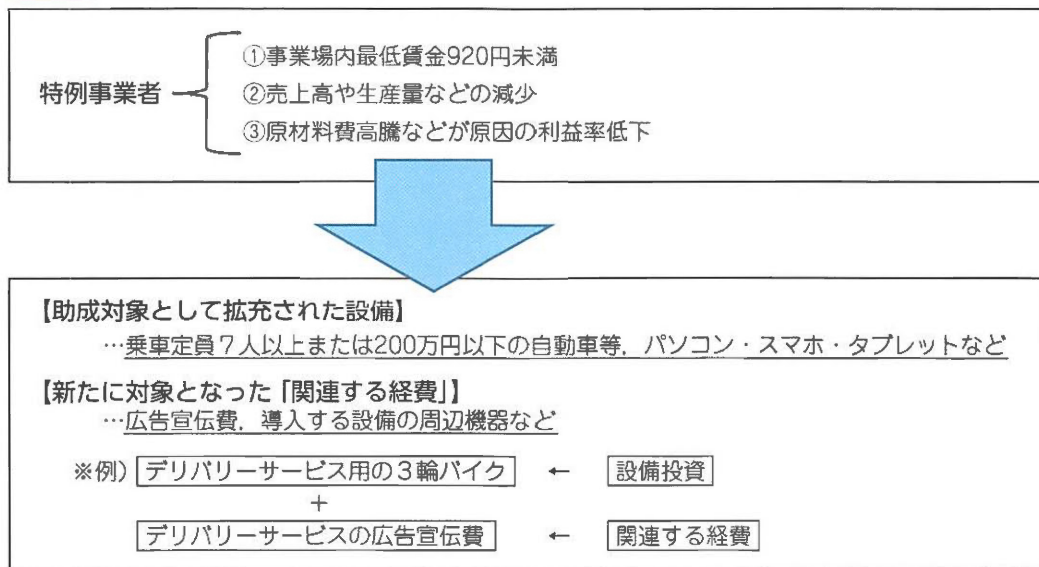 ①事業場内最低賃金920円未満
特例事業者
②売上高や生産量などの減少
③原材料費高騰などが原因の利益率低下
【助成対象として拡充された設備】
…乗車定員7人以上または200万円以下の自動車等，パソコン・スマホ・タブレットなど
【新たに対象となった「関連する経費」】
…広告宣伝費，導入する設備の周辺機器など
※例）デリバリーサービス用の3輪バイク ← 設備投資
+
デリバリーサービスの広告宣伝費 ← 関連する経費